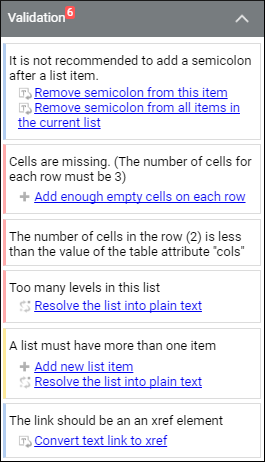 Validation 6
It is not recommended to add a semicolon
after a list item.
Remove semicolon from this item
Remove semicolon from all items in
the current list
Cells are missing. (The number of cells for
each row must be 3)
Add enough empty cells on each row
The number of cells in the row (2) is less
than the value of the table attribute "cols"
Too many levels in this list
Resolve the list into plain text
A list must have more than one item
Add new list item
Resolve the list into plain text
The link should be an an xref element
Convert text link to xref